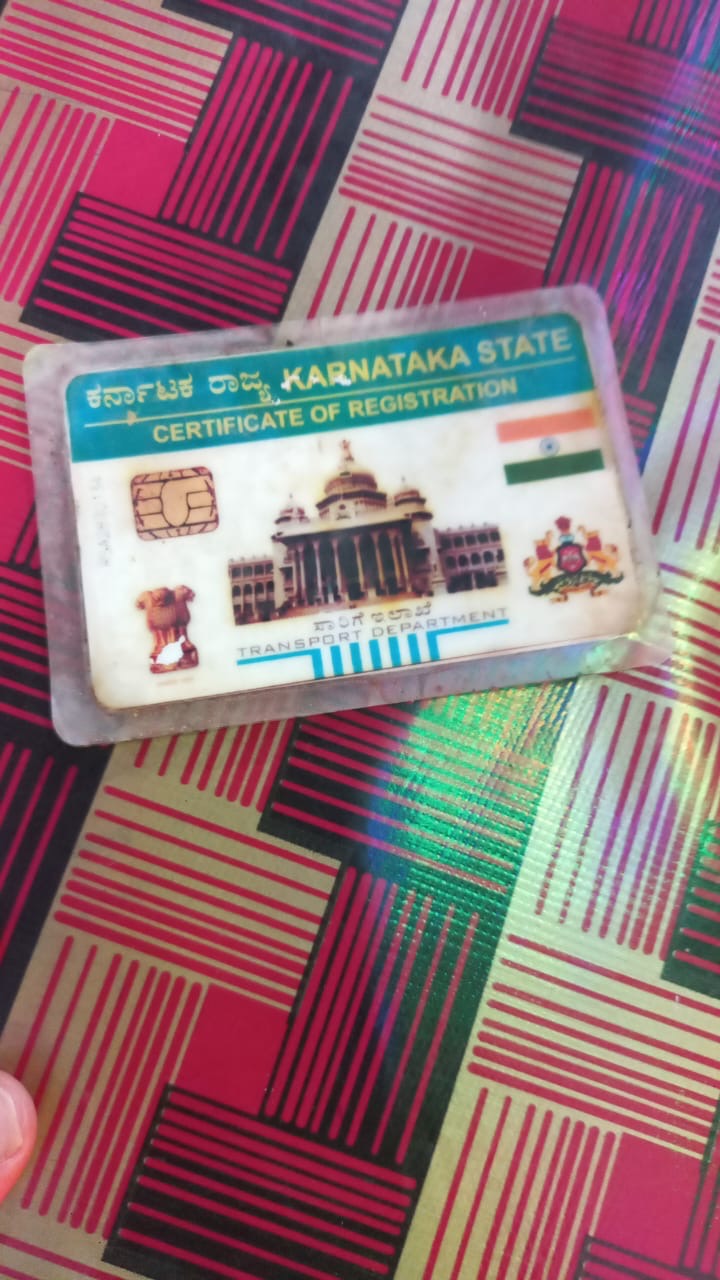 ಕರ್ನಾಟಕ ರಾಜ್ಯ KARNATAKA STATE
CERTIFICATE OF REGISTRATION
ಸಾರಿಗೆ ಇಲಾಖೆ
TRANSPORT DEPARTMENT